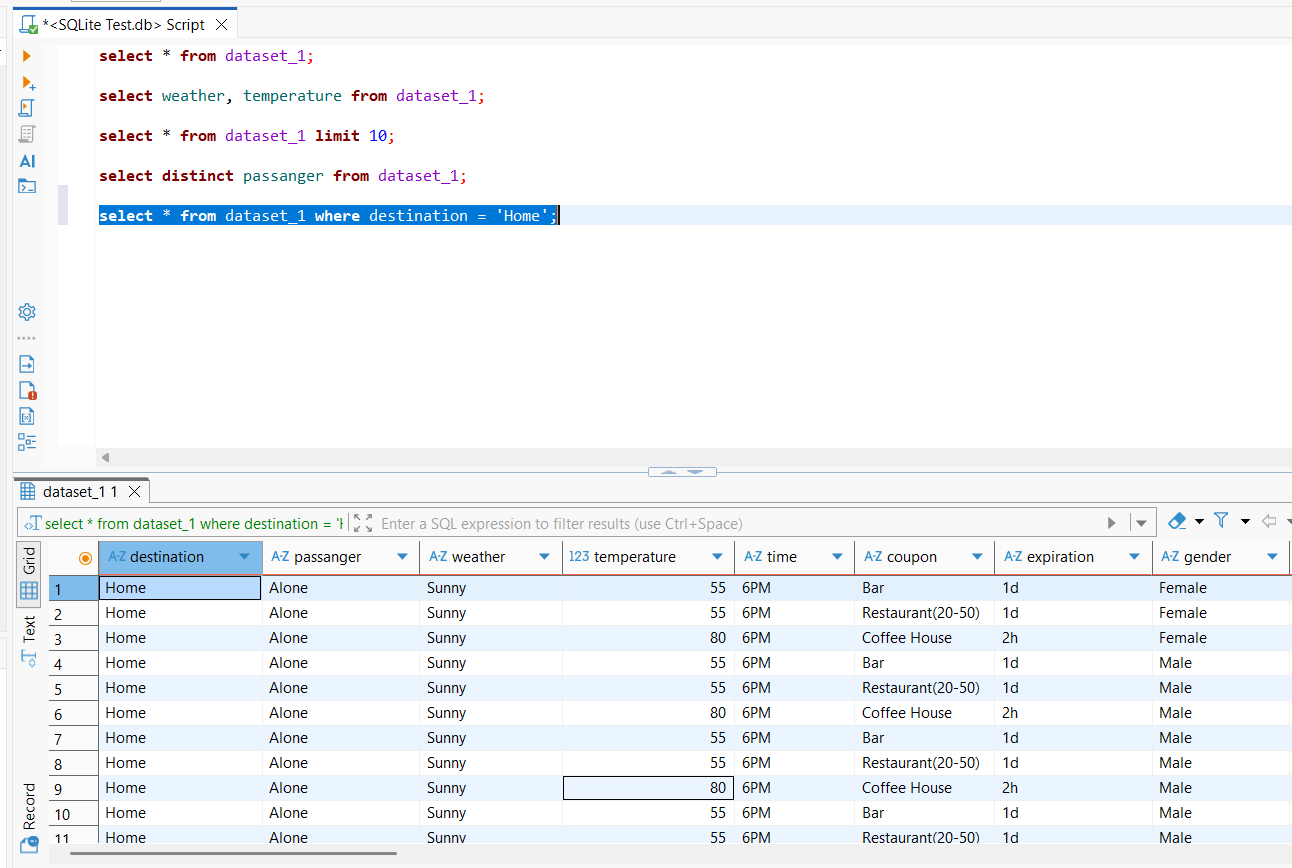 *<SQLite Test.db> Script
select * from dataset_1;
select weather, temperature from dataset_1;
select * from dataset_1 limit 10;
select distinct passanger from dataset_1;
select * from dataset_1 where destination = 'Home';
AI
dataset_1 1
select * from dataset_1 where destination = 'H Enter a SQL expression to filter results (use Ctrl+Space)
Grid
Text
Record
A-Z destination A-Z passanger A-Z weather 123 temperature A-Z time A-Z coupon A-Z expiration A-Z gender
1 Home Alone Sunny 55 6PM Bar 1d Female
2 Home Alone Sunny 55 6PM Restaurant(20-50) 1d Female
3 Home Alone Sunny 80 6PM Coffee House 2h Female
4 Home Alone Sunny 55 6PM Bar 1d Male
5 Home Alone Sunny 55 6PM Restaurant(20-50) 1d Male
6 Home Alone Sunny 80 6PM Coffee House 2h Male
7 Home Alone Sunny 55 6PM Bar 1d Male
8 Home Alone Sunny 55 6PM Restaurant(20-50) 1d Male
9 Home Alone Sunny 80 6PM Coffee House 2h Male
10 Home Alone Sunny 55 6PM Bar 1d Male
11 Home Alone Sunny 55 6PM Restaurant(20-50) 1d Male